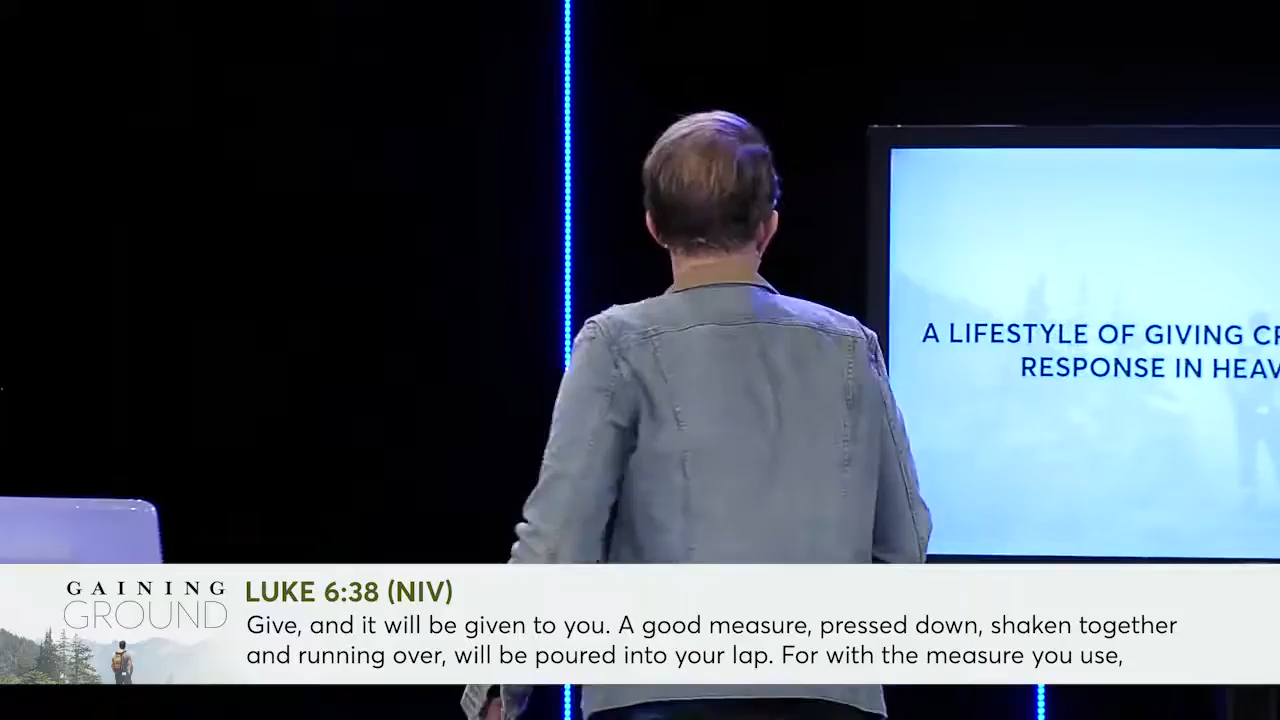 A LIFESTYLE OF GIVING
RESPONSE IN
GAINING
GROUND
LUKE 6:38 (NIV)
Give, and it will be given to you. A good measure, pressed down, shaken together
and running over, will be poured into your lap. For with the measure you use,